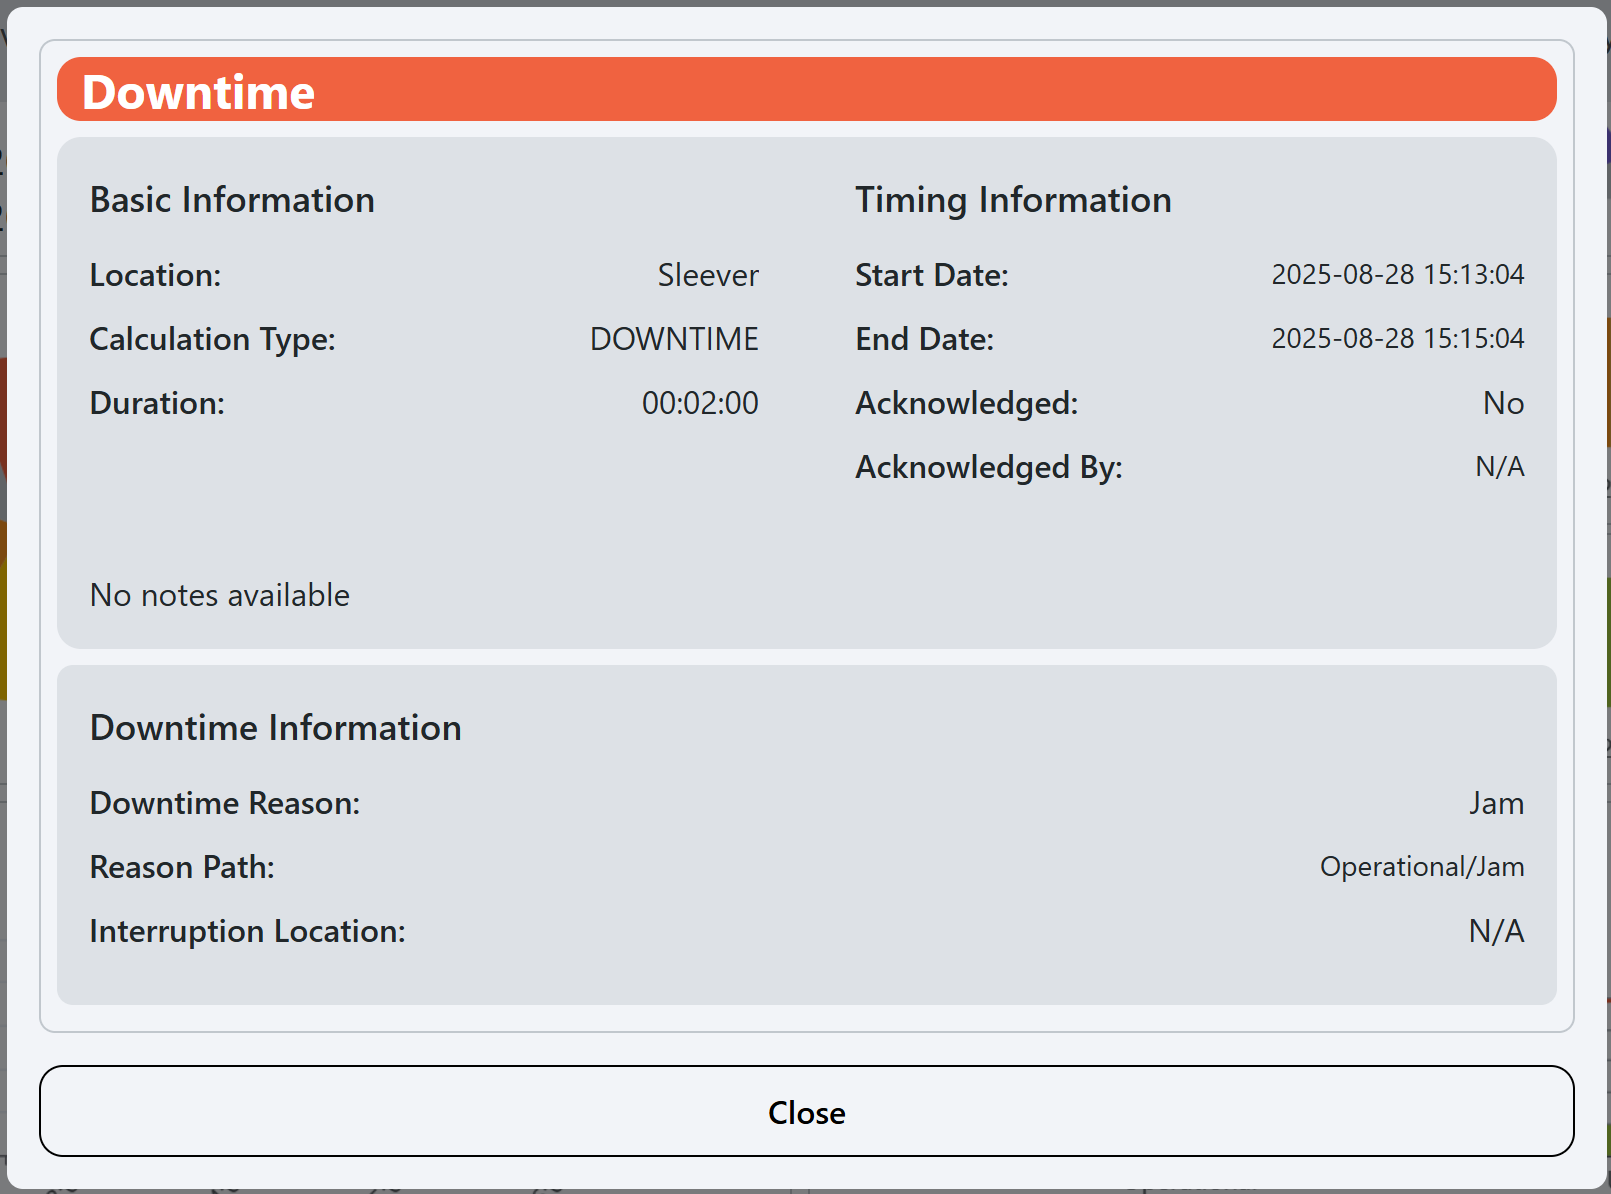 Downtime
Basic Information
Location: Sleever
Calculation Type: DOWNTIME
Duration: 00:02:00
Timing Information
Start Date: 2025-08-28 15:13:04
End Date: 2025-08-28 15:15:04
Acknowledged: No
Acknowledged By: N/A
No notes available
Downtime Information
Downtime Reason: Jam
Reason Path: Operational/Jam
Interruption Location: N/A
Close